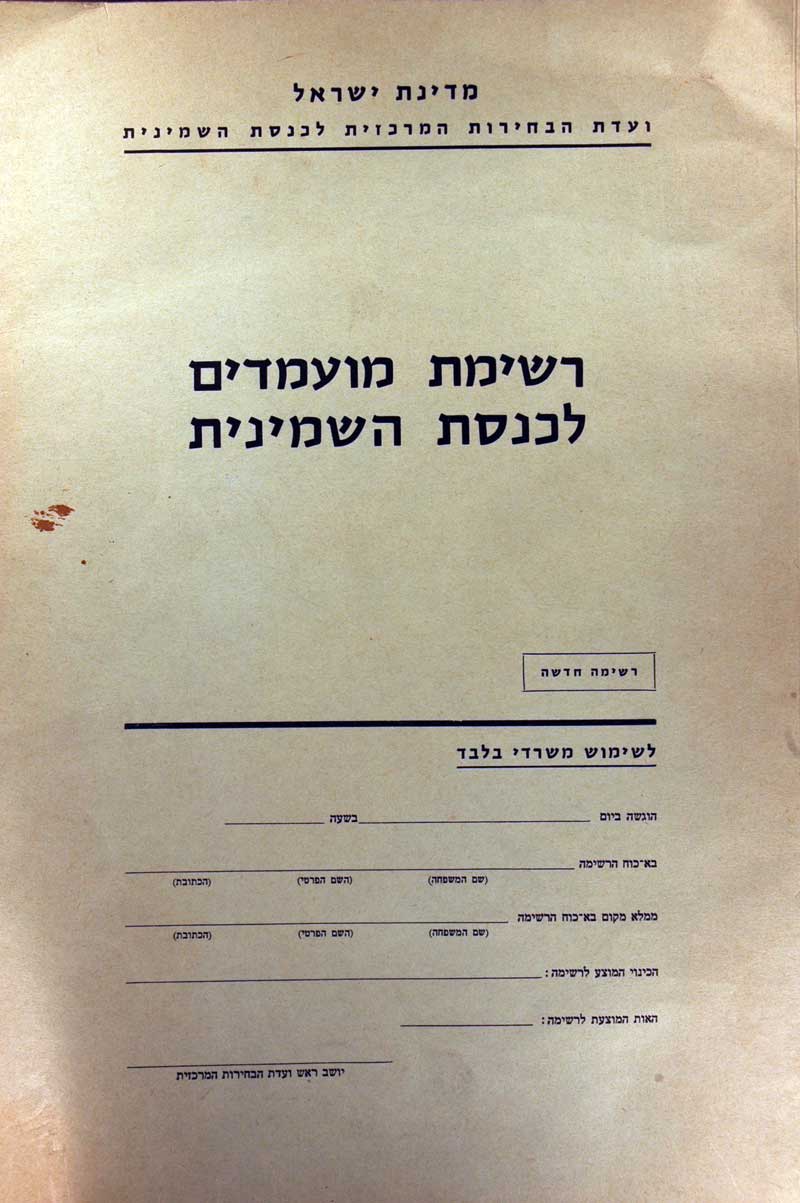 מדינת ישראל
ועדת הבחירות המרכזית לכנסת השמינית
רשימת מועמדים
לכנסת השמינית
רשימה חדשה
לשימוש משרדי בלבד
הוגשה ביום בשעה
בא־כוח הרשימה
(שם המשפחה) (השם הפרטי) (הכתובת)
ממלא מקום בא־כוח הרשימה
(שם המשפחה) (השם הפרטי) (הכתובת)
הכינוי המוצע לרשימה:
האות המוצעת לרשימה:
יושב ראש ועדת הבחירות המרכזית